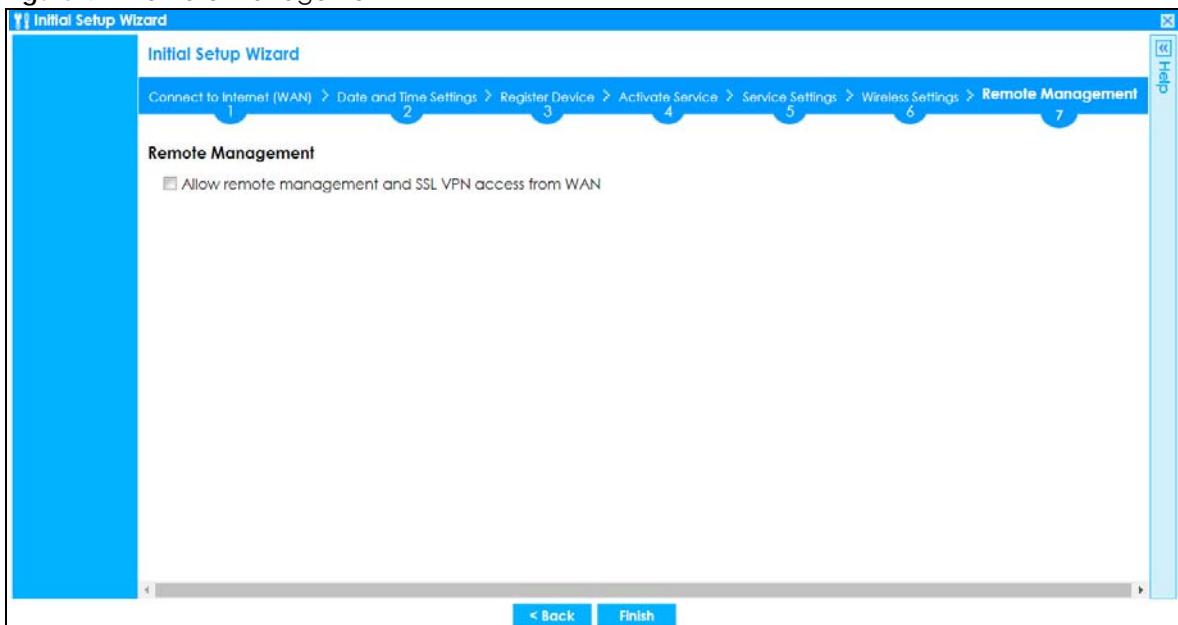 Initial Setup Wizard
Initial Setup Wizard
Connect to Internet (WAN) > Date and Time Settings > Register Device > Activate Service > Service Settings > Wireless Settings > Remote Management
1 2 3 4 5 6 7
Help
Remote Management
Allow remote management and SSL VPN access from WAN
< Back Finish